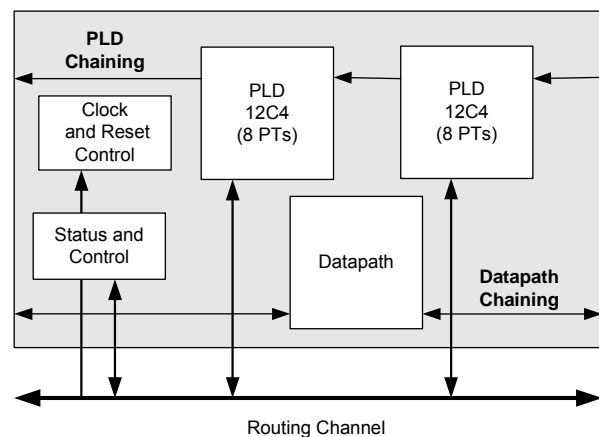 PLD
Chaining
PLD
12C4
(8 PTs)
PLD
12C4
(8 PTs)
Clock
and Reset
Control
Status and
Control
Datapath
Datapath
Chaining
Routing Channel